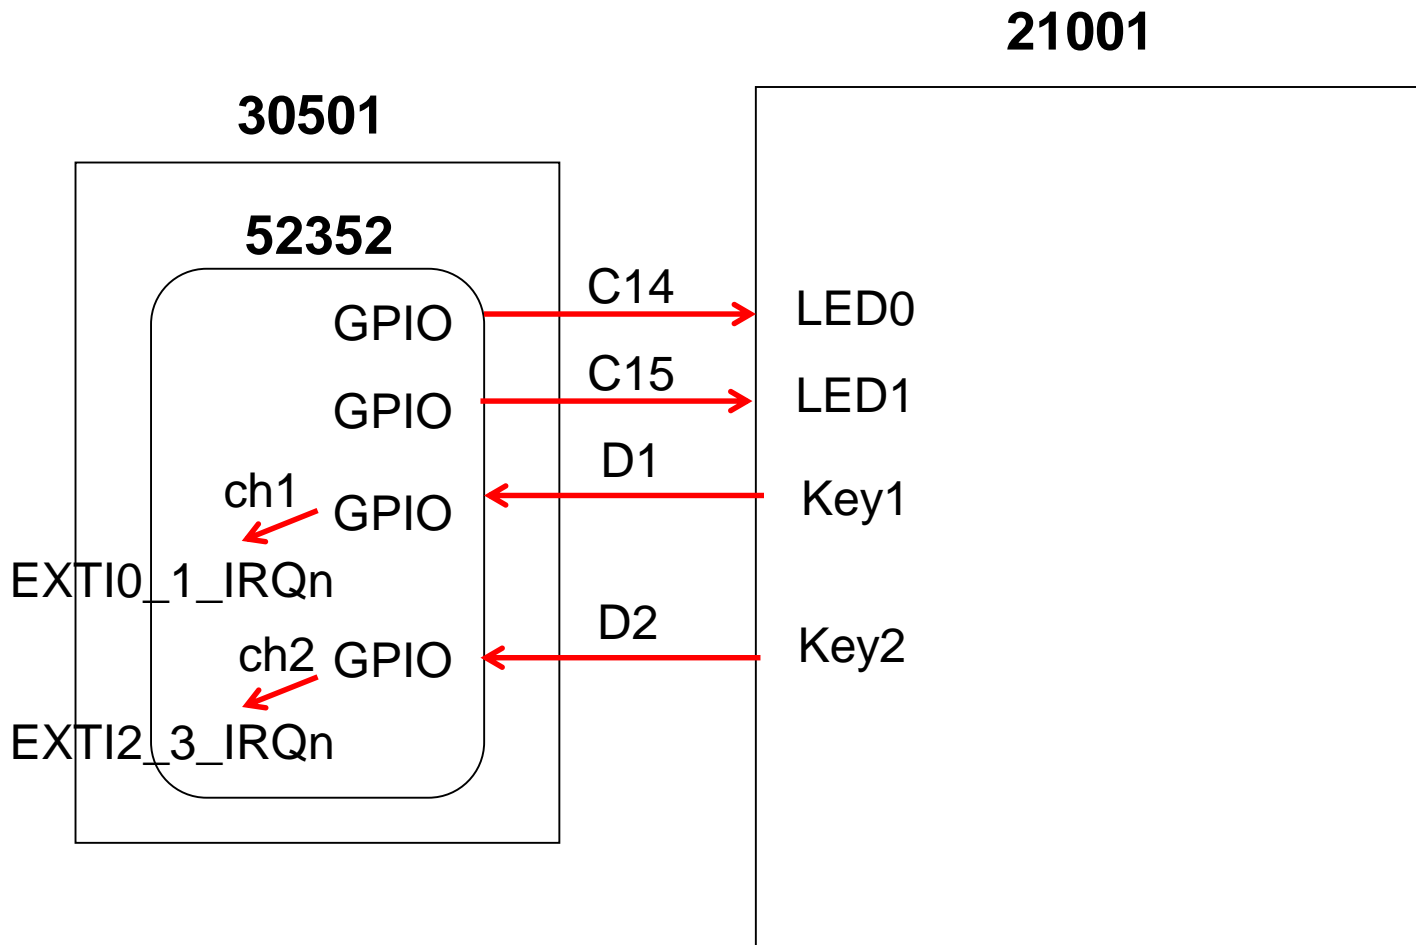 21001
30501
52352
GPIO
C14
LED0
GPIO
C15
LED1
ch1
GPIO
D1
Key1
EXTI0_1_IRQn
ch2
GPIO
D2
Key2
EXTI2_3_IRQn